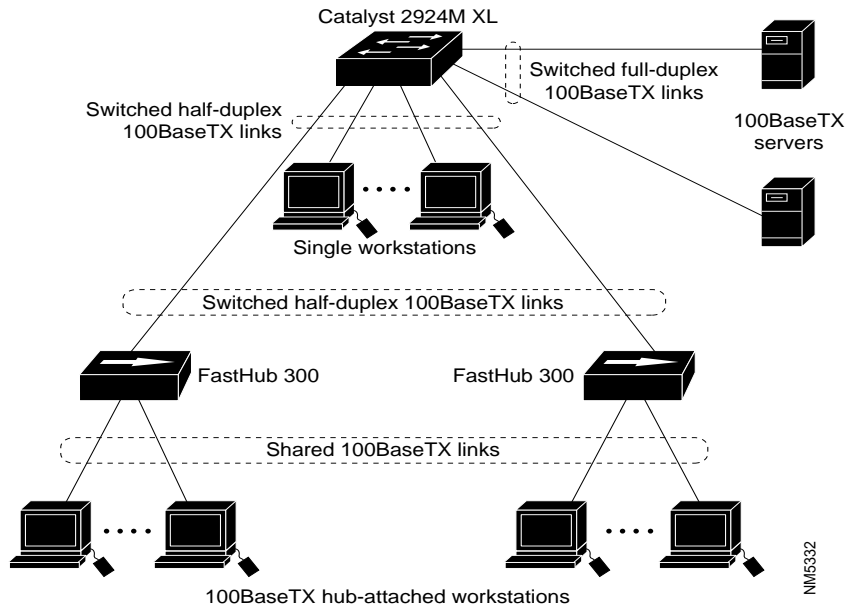 Catalyst 2924M XL
Switched full-duplex
100BaseTX links
Switched half-duplex
100BaseTX links
100BaseTX
servers
Single workstations
Switched half-duplex 100BaseTX links
FastHub 300
FastHub 300
Shared 100BaseTX links
100BaseTX hub-attached workstations
NM5332